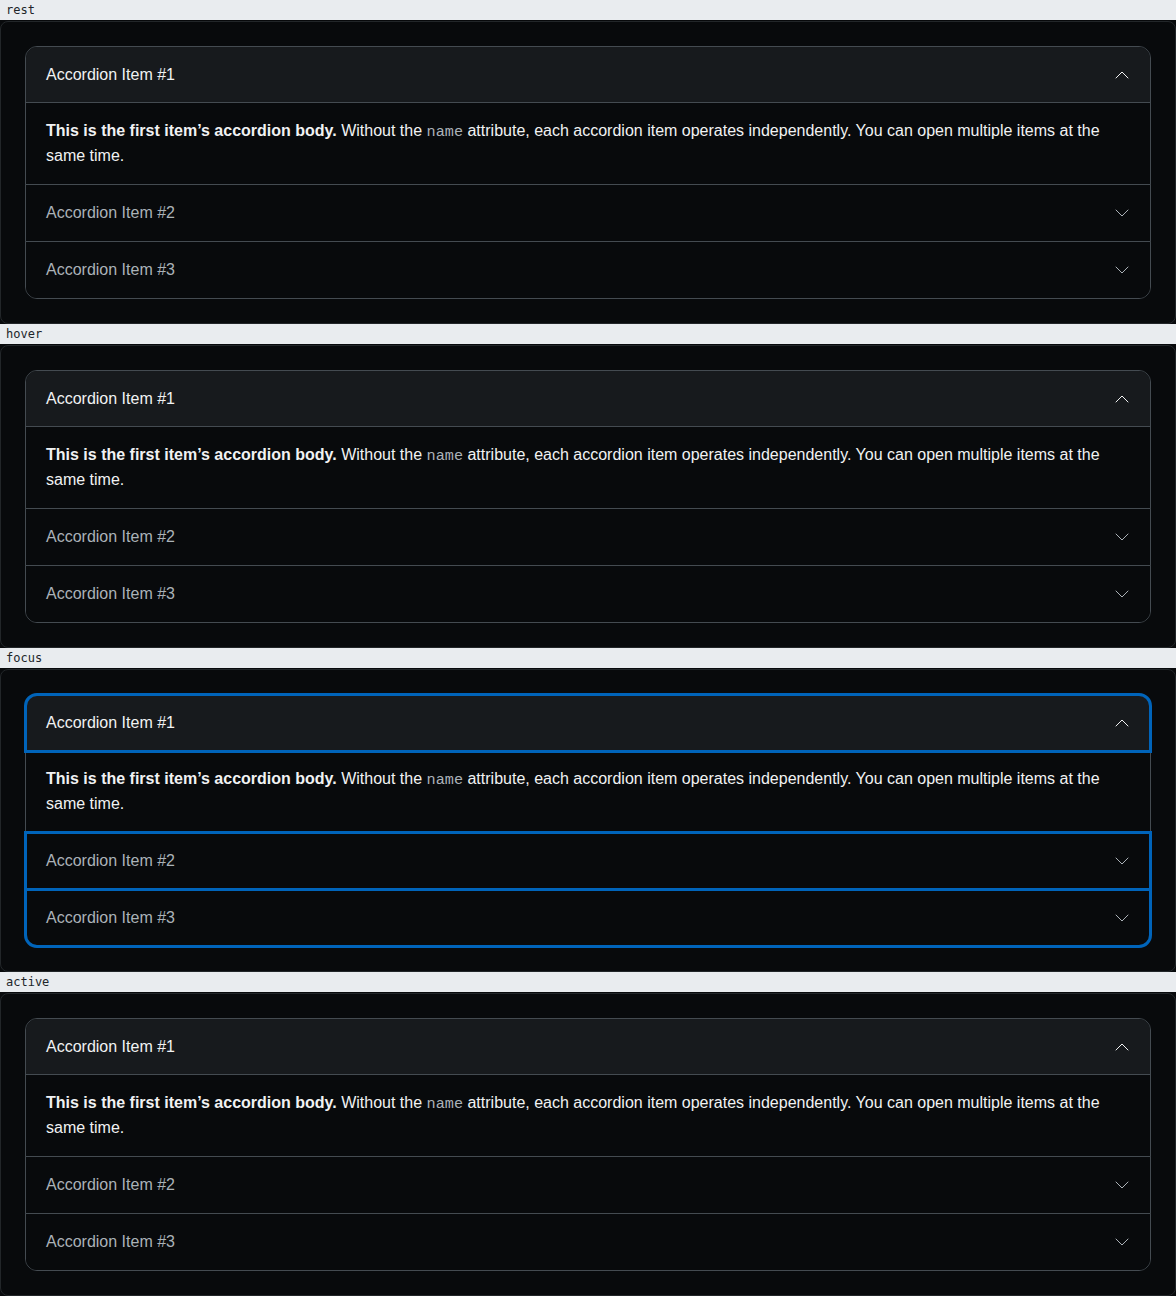 rest
Accordion Item #1
This is the first item’s accordion body. Without the name attribute, each accordion item operates independently. You can open multiple items at the
same time.
Accordion Item #2
Accordion Item #3
hover
Accordion Item #1
This is the first item’s accordion body. Without the name attribute, each accordion item operates independently. You can open multiple items at the
same time.
Accordion Item #2
Accordion Item #3
focus
Accordion Item #1
This is the first item’s accordion body. Without the name attribute, each accordion item operates independently. You can open multiple items at the
same time.
Accordion Item #2
Accordion Item #3
active
Accordion Item #1
This is the first item’s accordion body. Without the name attribute, each accordion item operates independently. You can open multiple items at the
same time.
Accordion Item #2
Accordion Item #3